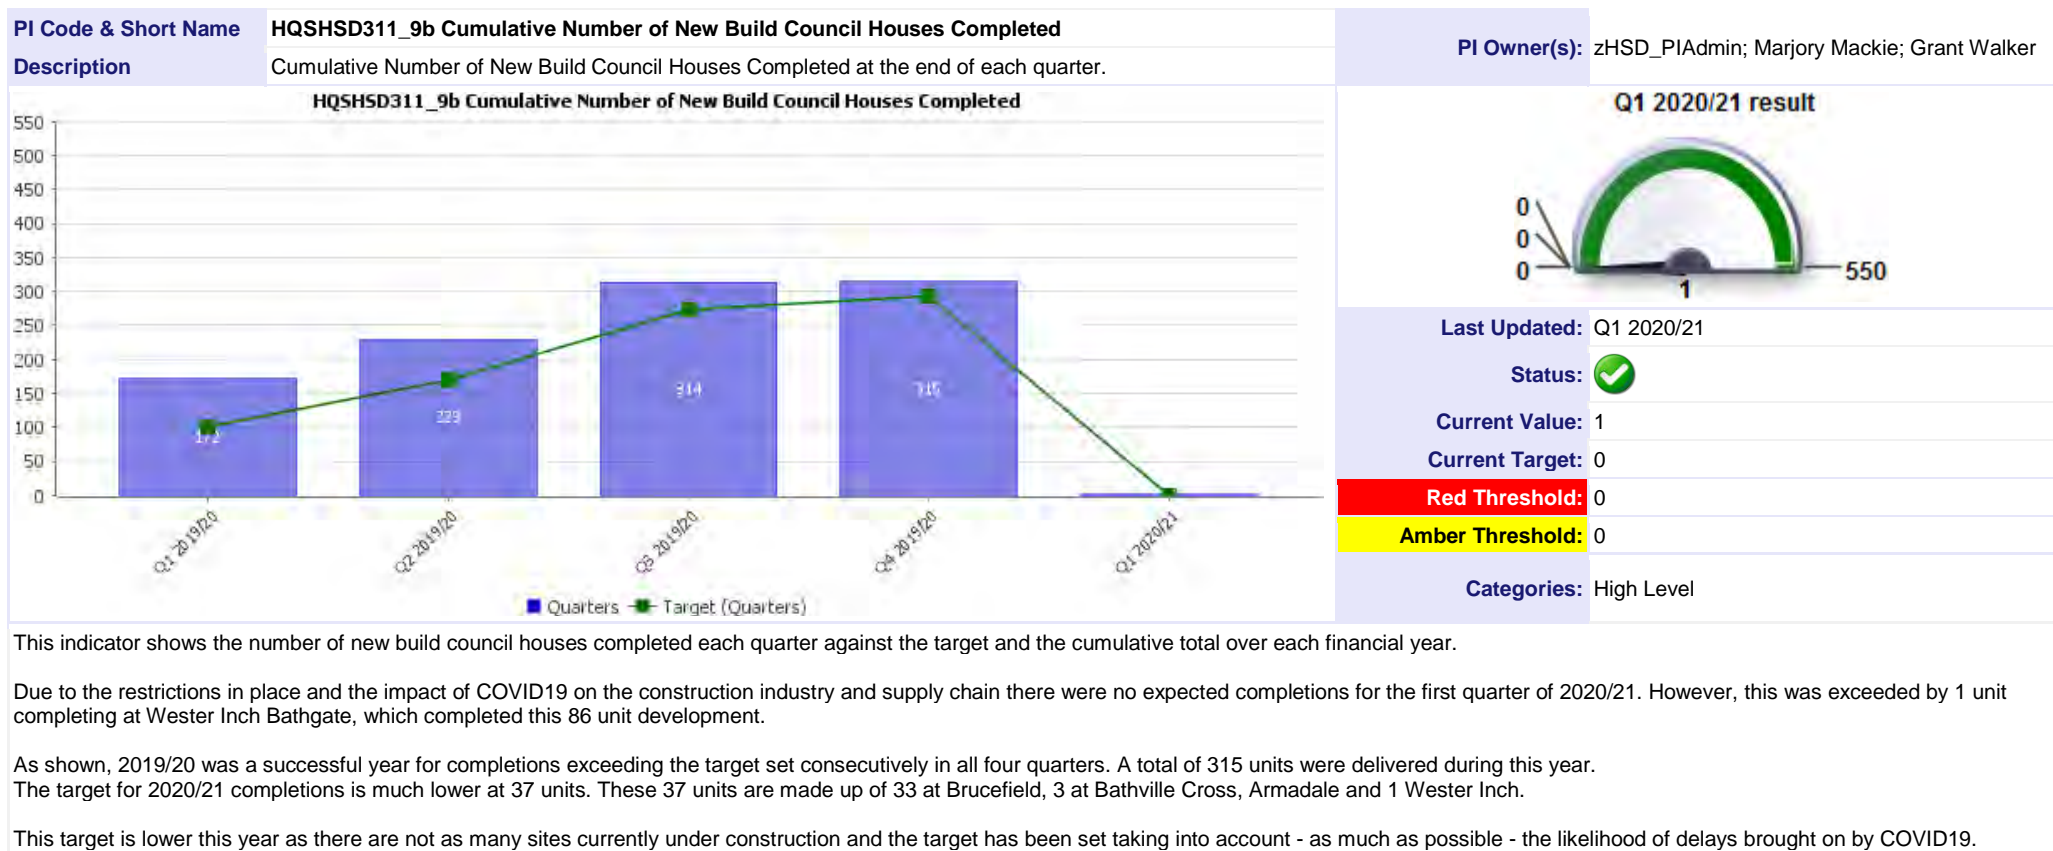 PI Code & Short Name
HQSHSD311_9b Cumulative Number of New Build Council Houses Completed
PI Owner(s):
zHSD_PIAdmin; Marjory Mackie; Grant Walker
Description
Cumulative Number of New Build Council Houses Completed at the end of each quarter.
HQSHSD311_9b Cumulative Number of New Build Council Houses Completed
550
500
450
400
350
300
250
200
150
100
50
0
172
229
314
315
Q1 2019/20
Q2 2019/20
Q3 2019/20
Q4 2019/20
Q1 2020/21
Quarters
Target (Quarters)
Q1 2020/21 result
0
0
0
550
1
Last Updated: Q1 2020/21
Status:
Current Value: 1
Current Target: 0
Red Threshold: 0
Amber Threshold: 0
Categories: High Level
This indicator shows the number of new build council houses completed each quarter against the target and the cumulative total over each financial year.
Due to the restrictions in place and the impact of COVID19 on the construction industry and supply chain there were no expected completions for the first quarter of 2020/21. However, this was exceeded by 1 unit
completing at Wester Inch Bathgate, which completed this 86 unit development.
As shown, 2019/20 was a successful year for completions exceeding the target set consecutively in all four quarters. A total of 315 units were delivered during this year.
The target for 2020/21 completions is much lower at 37 units. These 37 units are made up of 33 at Brucefield, 3 at Bathville Cross, Armadale and 1 Wester Inch.
This target is lower this year as there are not as many sites currently under construction and the target has been set taking into account - as much as possible - the likelihood of delays brought on by COVID19.